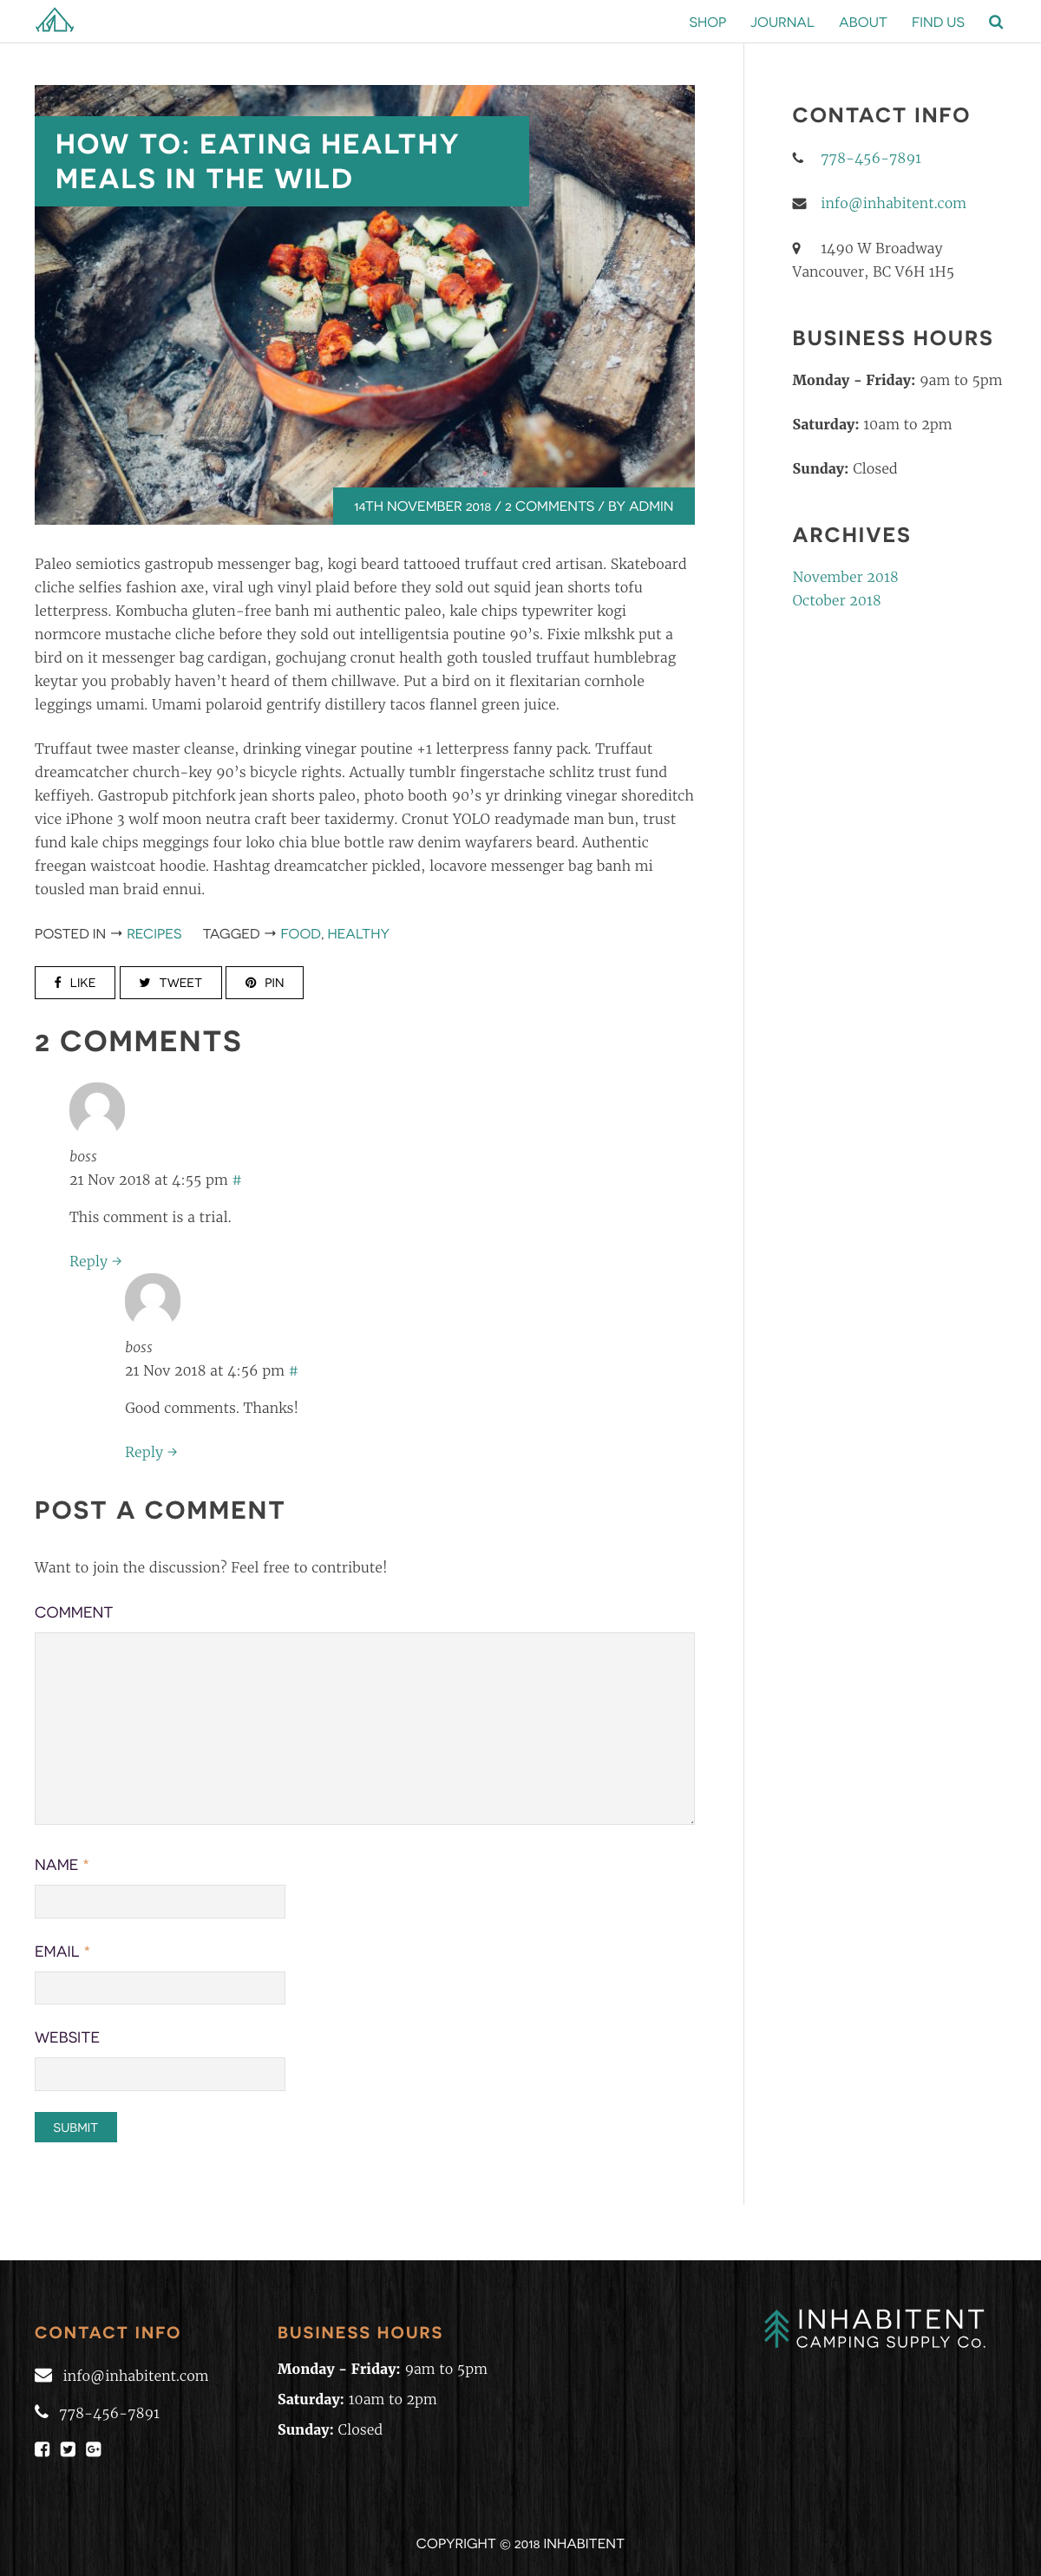 SHOP JOURNAL ABOUT FIND US
HOW TO: EATING HEALTHY
MEALS IN THE WILD
14TH NOVEMBER 2018 / 2 COMMENTS / BY ADMIN
Paleo semiotics gastropub messenger bag, kogi beard tattooed truffaut cred artisan. Skateboard
cliche selfies fashion axe, viral ugh vinyl plaid before they sold out squid jean shorts tofu
letterpress. Kombucha gluten-free banh mi authentic paleo, kale chips typewriter kogi
normcore mustache cliche before they sold out intelligentsia poutine 90’s. Fixie mlkshk put a
bird on it messenger bag cardigan, gochujang cronut health goth tousled truffaut humblebrag
keytar you probably haven’t heard of them chillwave. Put a bird on it flexitarian cornhole
leggings umami. Umami polaroid gentrify distillery tacos flannel green juice.
Truffaut twee master cleanse, drinking vinegar poutine +1 letterpress fanny pack. Truffaut
dreamcatcher church-key 90’s bicycle rights. Actually tumblr fingerstache schlitz trust fund
keffiyeh. Gastropub pitchfork jean shorts paleo, photo booth 90’s yr drinking vinegar shoreditch
vice iPhone 3 wolf moon neutra craft beer taxidermy. Cronut YOLO readymade man bun, trust
fund kale chips meggings four loko chia blue bottle raw denim wayfarers beard. Authentic
freegan waistcoat hoodie. Hashtag dreamcatcher pickled, locavore messenger bag banh mi
tousled man braid ennui.
POSTED IN → RECIPES TAGGED → FOOD, HEALTHY
LIKE TWEET PIN
2 COMMENTS
boss
21 Nov 2018 at 4:55 pm #
This comment is a trial.
Reply →
boss
21 Nov 2018 at 4:56 pm #
Good comments. Thanks!
Reply →
POST A COMMENT
Want to join the discussion? Feel free to contribute!
COMMENT
NAME *
EMAIL *
WEBSITE
SUBMIT
CONTACT INFO
778-456-7891
info@inhabitent.com
1490 W Broadway
Vancouver, BC V6H 1H5
BUSINESS HOURS
Monday - Friday: 9am to 5pm
Saturday: 10am to 2pm
Sunday: Closed
ARCHIVES
November 2018
October 2018
CONTACT INFO
info@inhabitent.com
778-456-7891
BUSINESS HOURS
Monday - Friday: 9am to 5pm
Saturday: 10am to 2pm
Sunday: Closed
INHABITENT
CAMPING SUPPLY Co.
COPYRIGHT © 2018 INHABITENT